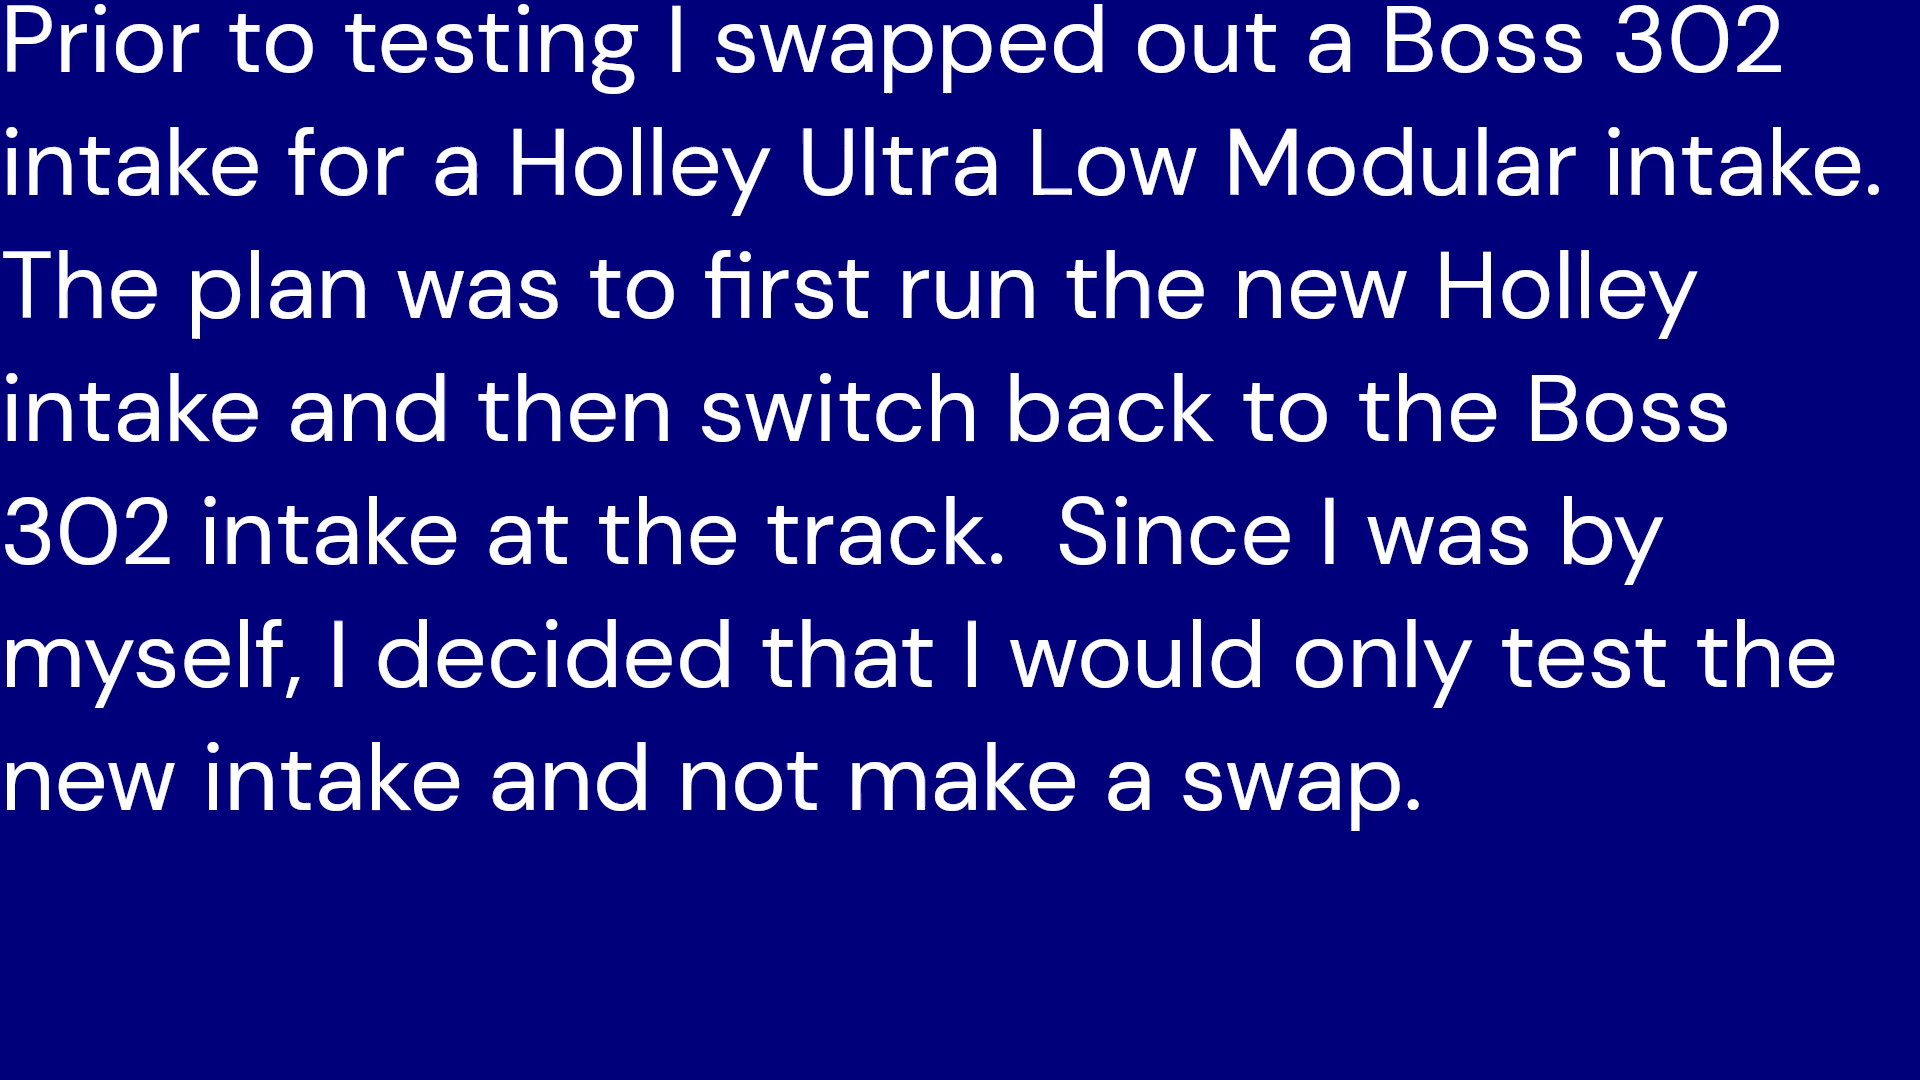 Prior to testing I swapped out a Boss 302
intake for a Holley Ultra Low Modular intake.
The plan was to first run the new Holley
intake and then switch back to the Boss
302 intake at the track.  Since I was by
myself, I decided that I would only test the
new intake and not make a swap.